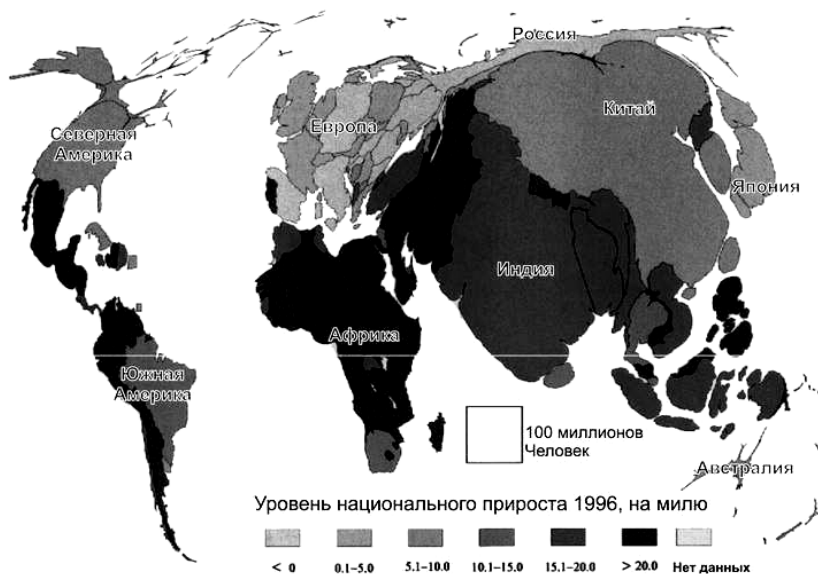 Россия
Китай
Северная
Америка
Европа
Япония
Индия
Африка
Южная
Америка
100 миллионов
Человек
Австралия
Уровень национального прироста 1996, на милю
< 0
0.1–5.0
5.1–10.0
10.1–15.0
15.1–20.0
> 20.0
Нет данных